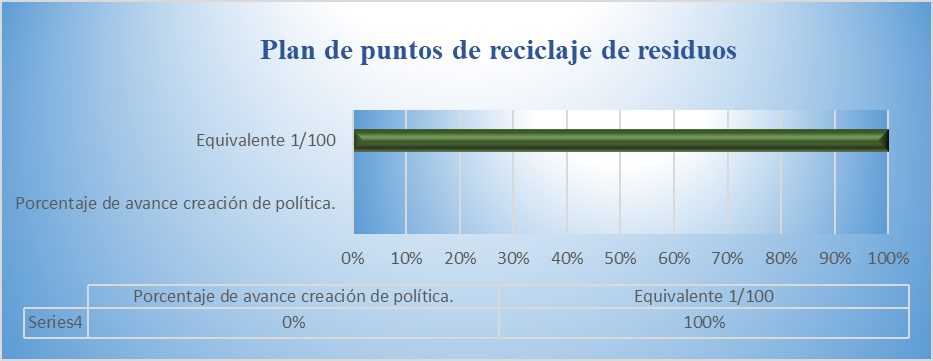 Plan de puntos de reciclaje de residuos
Equivalente 1/100
Porcentaje de avance creación de política.
0% 10% 20% 30% 40% 50% 60% 70% 80% 90% 100%
Porcentaje de avance creación de política. Equivalente 1/100
Series4 0% 100%